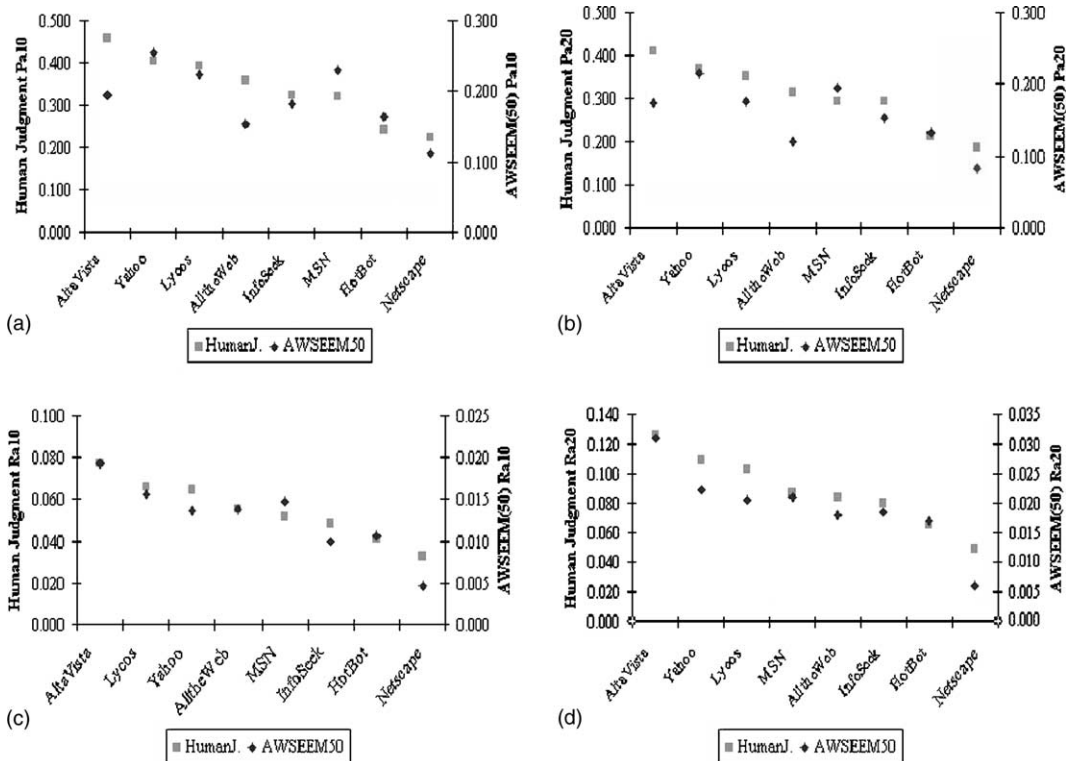 (a)
Human Judgment Pa10
0.500
0.400
0.300
0.200
0.100
0.000
0.300
0.200
0.100
0.000
AWSEEM(50) Pa10
AltaVista
Yahoo
Lycos
AlltheWeb
InfoSeek
MSN
HotBot
Netscape
HumanJ.
AWSEEM50
(b)
Human Judgment Pa20
0.500
0.400
0.300
0.200
0.100
0.000
0.300
0.200
0.100
0.000
AWSEEM(50) Pa20
AltaVista
Yahoo
Lycos
AlltheWeb
MSN
InfoSeek
HotBot
Netscape
HumanJ.
AWSEEM50
(c)
Human Judgment Ra10
0.100
0.080
0.060
0.040
0.020
0.000
0.025
0.020
0.015
0.010
0.005
0.000
AWSEEM(50) Ra10
AltaVista
Lycos
Yahoo
AlltheWeb
MSN
InfoSeek
HotBot
Netscape
HumanJ.
AWSEEM50
(d)
Human Judgment Ra20
0.140
0.120
0.100
0.080
0.060
0.040
0.020
0.000
0.035
0.030
0.025
0.020
0.015
0.010
0.005
0.000
AWSEEM(50) Ra20
AltaVista
Yahoo
Lycos
MSN
AlltheWeb
InfoSeek
HotBot
Netscape
HumanJ.
AWSEEM50